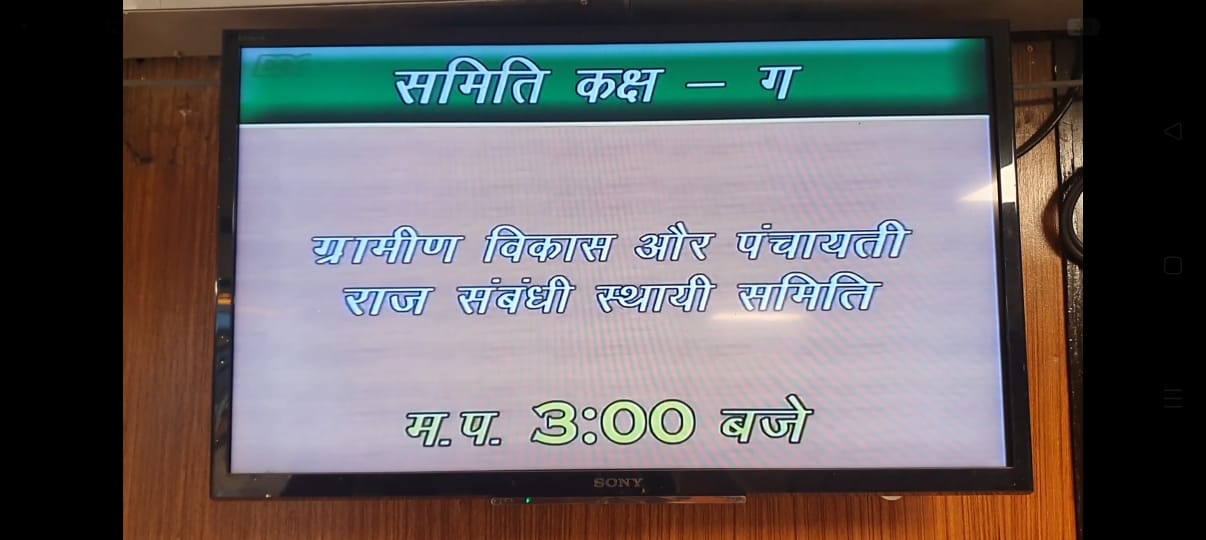 समिति कक्ष – ग
ग्रामीण विकास और पंचायती
राज संबंधी स्थायी समिति
म.प. 3:00 बजे
SONY